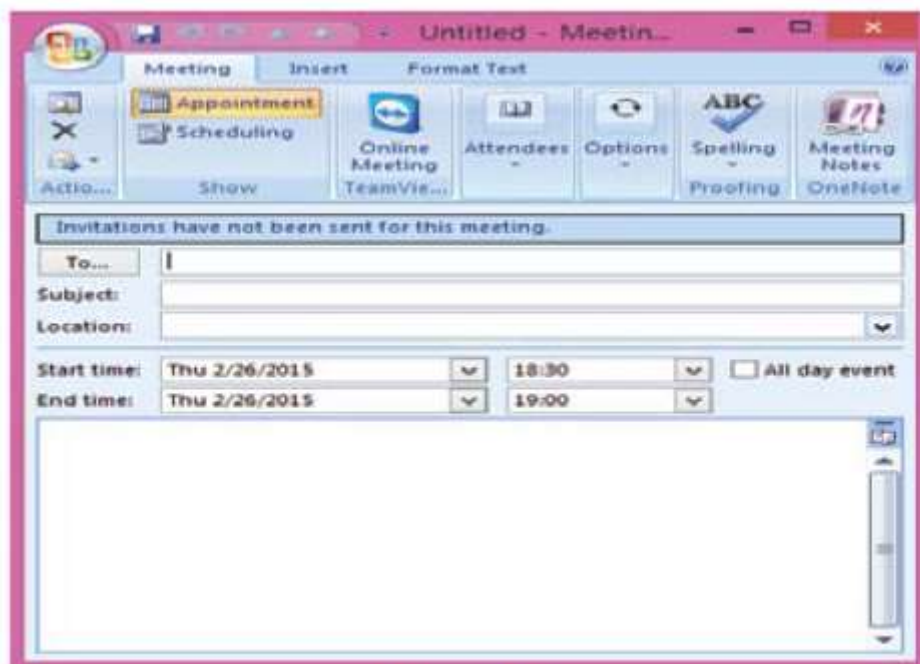 Untitled - Meetin...
Meeting Insert Format Text
Appointment
Scheduling
Online Meeting
Attendees
Options
ABC
Spelling
Meeting Notes
Actio... Show TeamVie... Proofing OneNote
Invitations have not been sent for this meeting.
To...
Subject:
Location:
Start time: Thu 2/26/2015 18:30 All day event
End time: Thu 2/26/2015 19:00